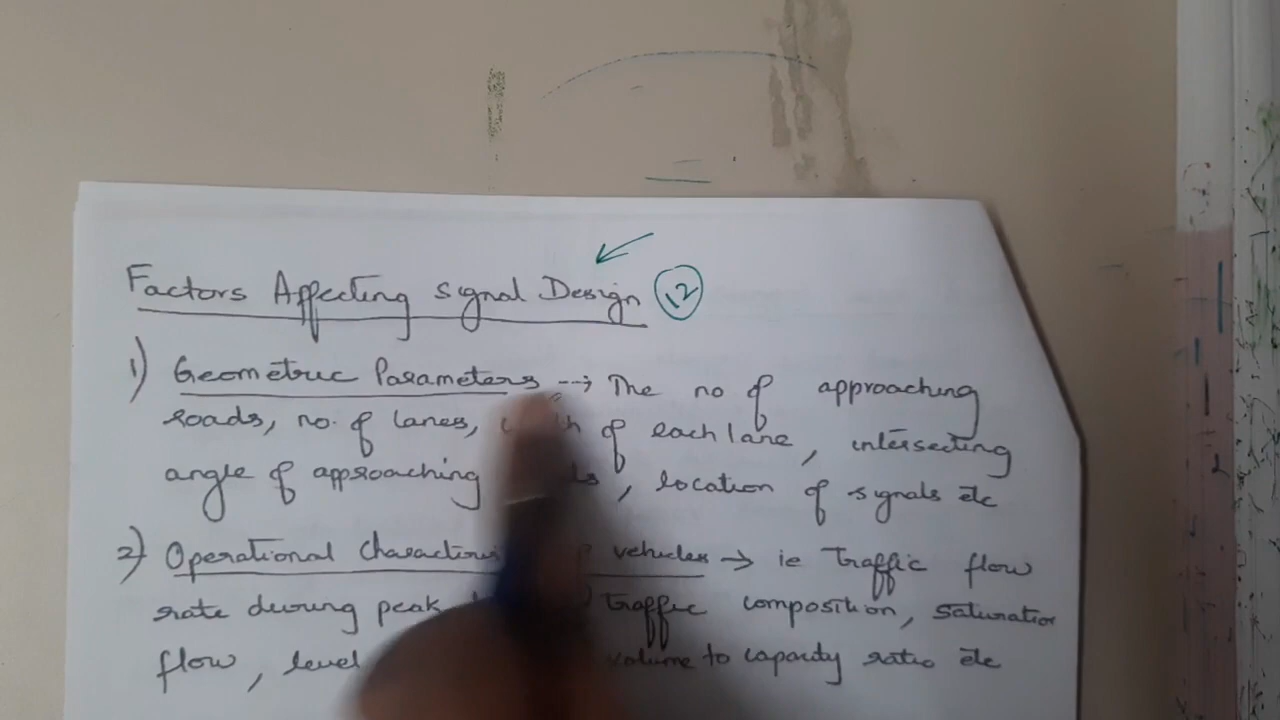 Factors Affecting Signal Design 12
1) Geometric Parameters --> The no of approaching
roads, no. of lanes, of each lane, intersecting
angle of approaching , location of signals etc
2) Operational vehicles → ie Traffic flow
rate during peak traffic composition, saturation
flow, level volume to capacity ratio etc